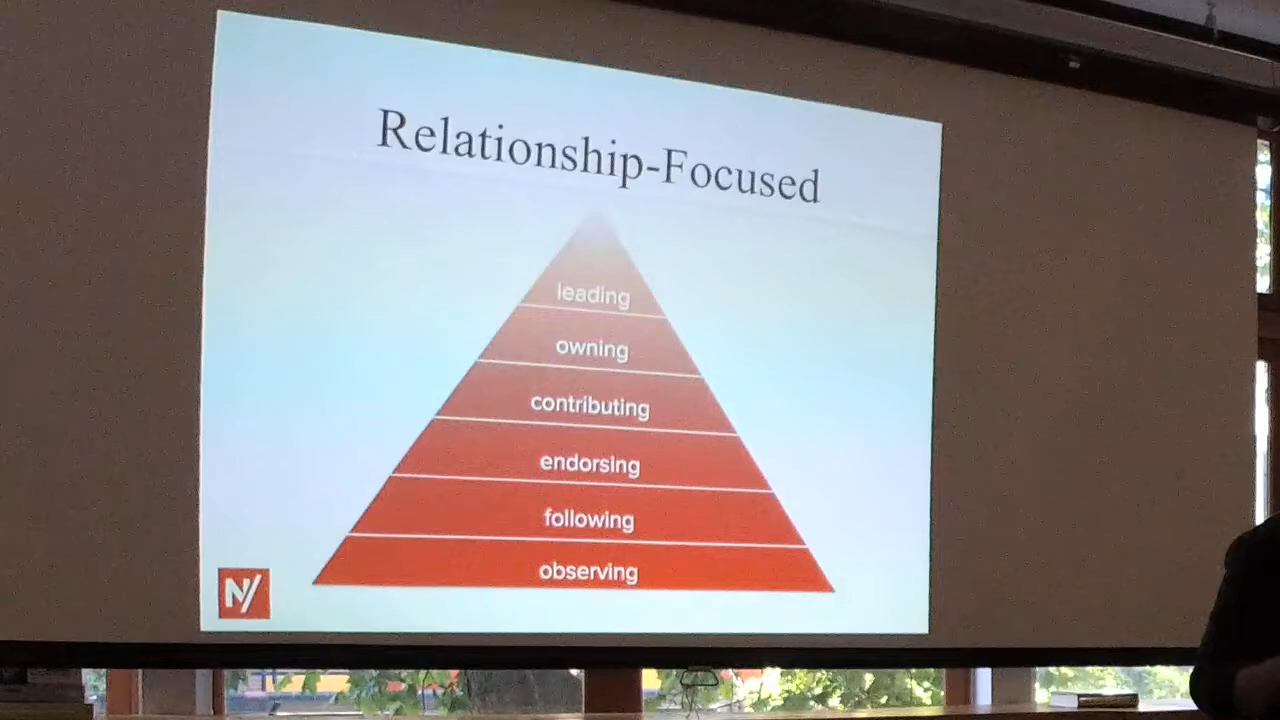 Relationship-Focused
leading
owning
contributing
endorsing
following
observing
N/